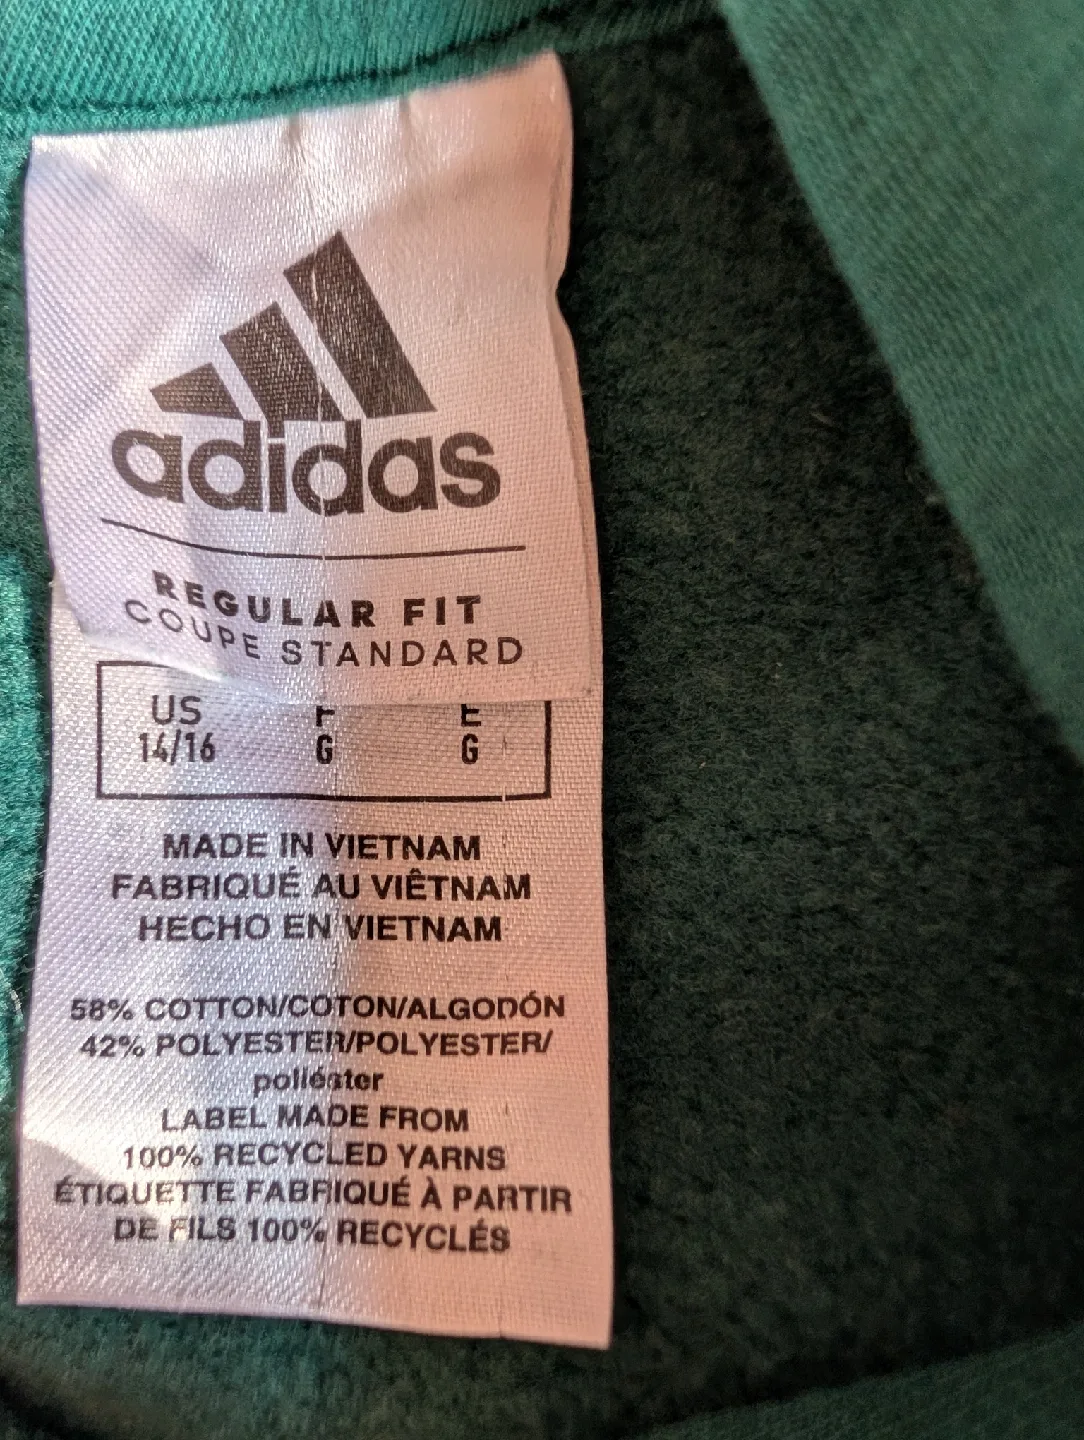 adidas
REGULAR FIT
COUPE STANDARD
US F E
14/16 G G
MADE IN VIETNAM
FABRIQUÉ AU VIÊTNAM
HECHO EN VIETNAM
58% COTTON/COTON/ALGODÓN
42% POLYESTER/POLYESTER/
poliéster
LABEL MADE FROM
100% RECYCLED YARNS
ÉTIQUETTE FABRIQUÉ À PARTIR
DE FILS 100% RECYCLÉS